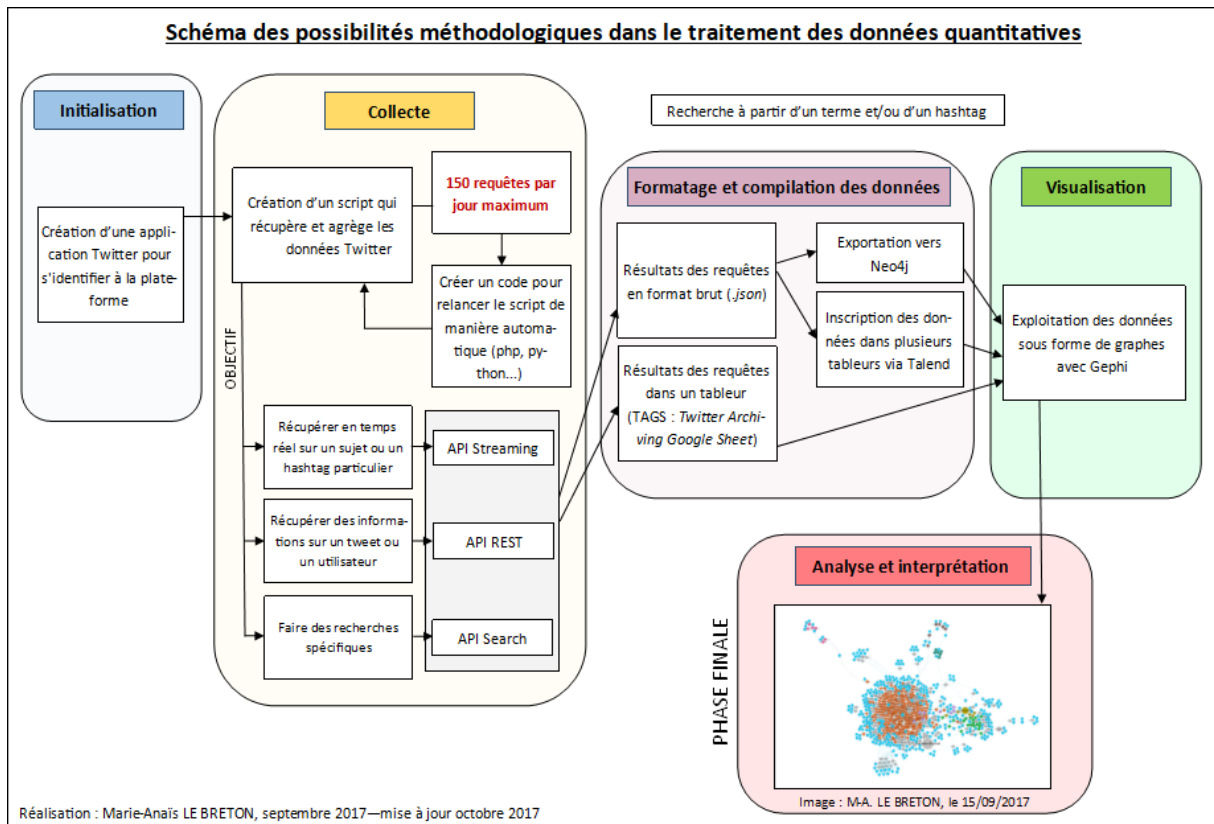 Schéma des possibilités méthodologiques dans le traitement des données quantitatives
Initialisation
Création d'une appli-
cation Twitter pour
s'identifier à la plate-
forme
Collecte
Création d'un script qui
récupère et agrège les
données Twitter
150 requêtes par
jour maximum
Créer un code pour
relancer le script de
manière automa-
tique (php, py-
thon...)
OBJECTIF
Récupérer en temps
réel sur un sujet ou un
hashtag particulier
API Streaming
Récupérer des informa-
tions sur un tweet ou
un utilisateur
API REST
Faire des recherches
spécifiques
API Search
Recherche à partir d'un terme et/ou d'un hashtag
Formatage et compilation des données
Résultats des requêtes
en format brut (.json)
Exportation vers
Neo4j
Inscription des don-
nées dans plusieurs
tableurs via Talend
Résultats des requêtes
dans un tableur
(TAGS : Twitter Archi-
ving Google Sheet)
Visualisation
Exploitation des données
sous forme de graphes
avec Gephi
PHASE FINALE
Analyse et interprétation
Image : M-A. LE BRETON, le 15/09/2017
Réalisation : Marie-Anaïs LE BRETON, septembre 2017—mise à jour octobre 2017